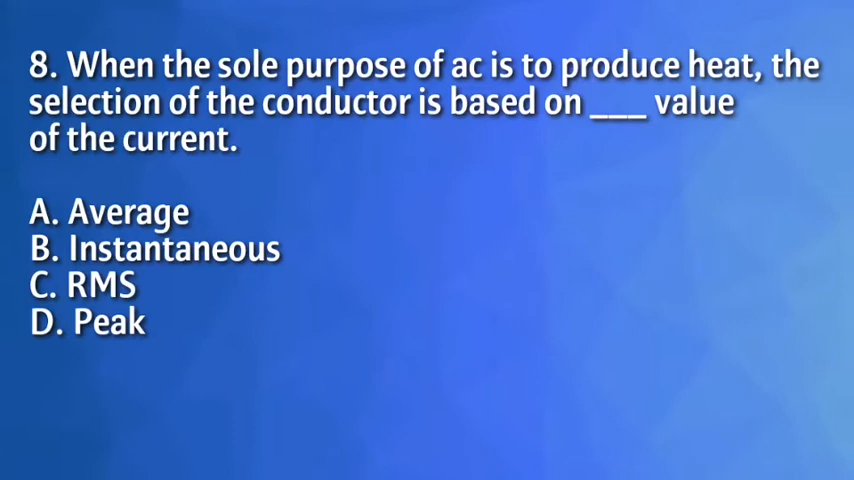 8. When the sole purpose of ac is to produce heat, the
selection of the conductor is based on ___ value
of the current.
A. Average
B. Instantaneous
C. RMS
D. Peak